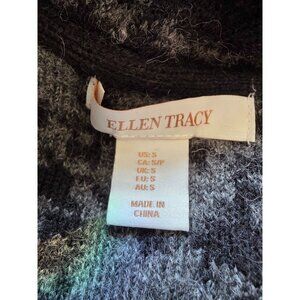 ELLEN TRACY
US: S
CA: S/P
UK: S
EU: S
AU: S
MADE IN
CHINA